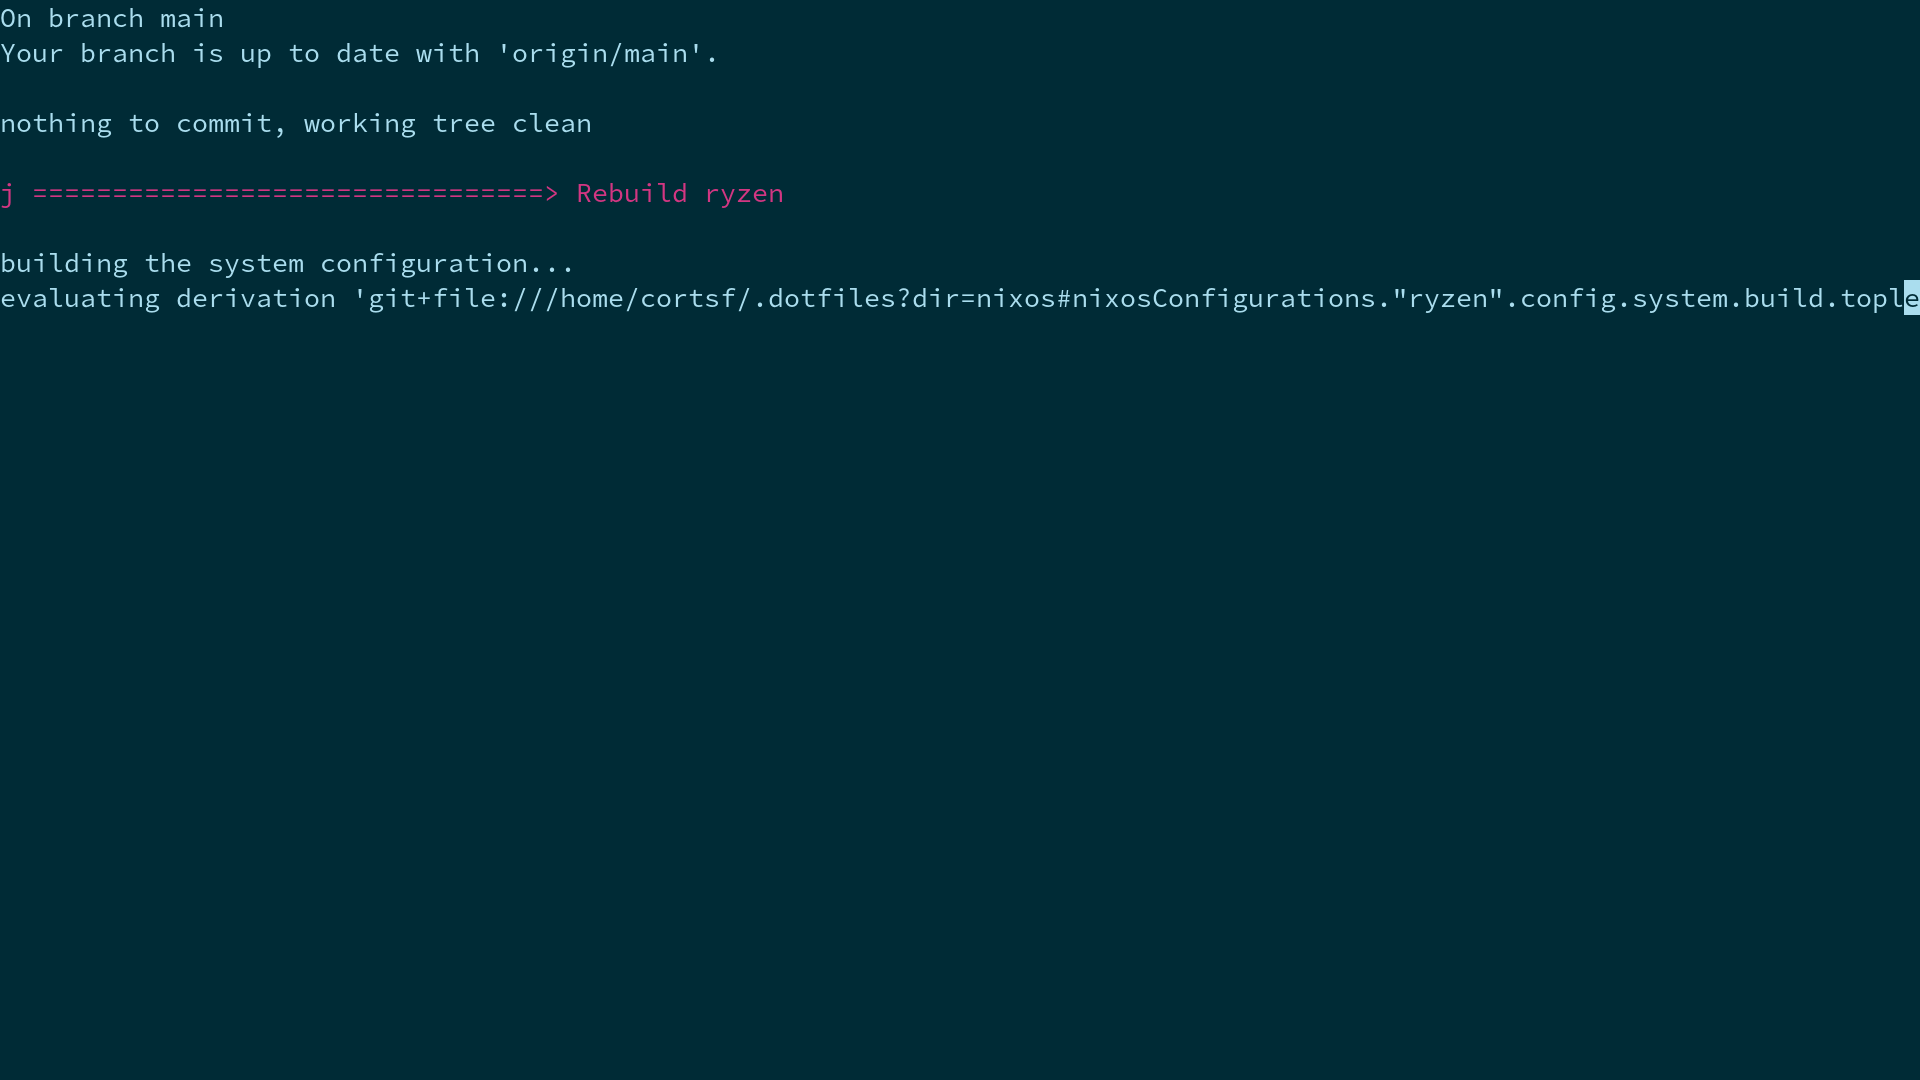 On branch main
Your branch is up to date with 'origin/main'.
nothing to commit, working tree clean
j ================================> Rebuild ryzen
building the system configuration...
evaluating derivation 'git+file:///home/cortsf/.dotfiles?dir=nixos#nixosConfigurations."ryzen".config.system.build.tople